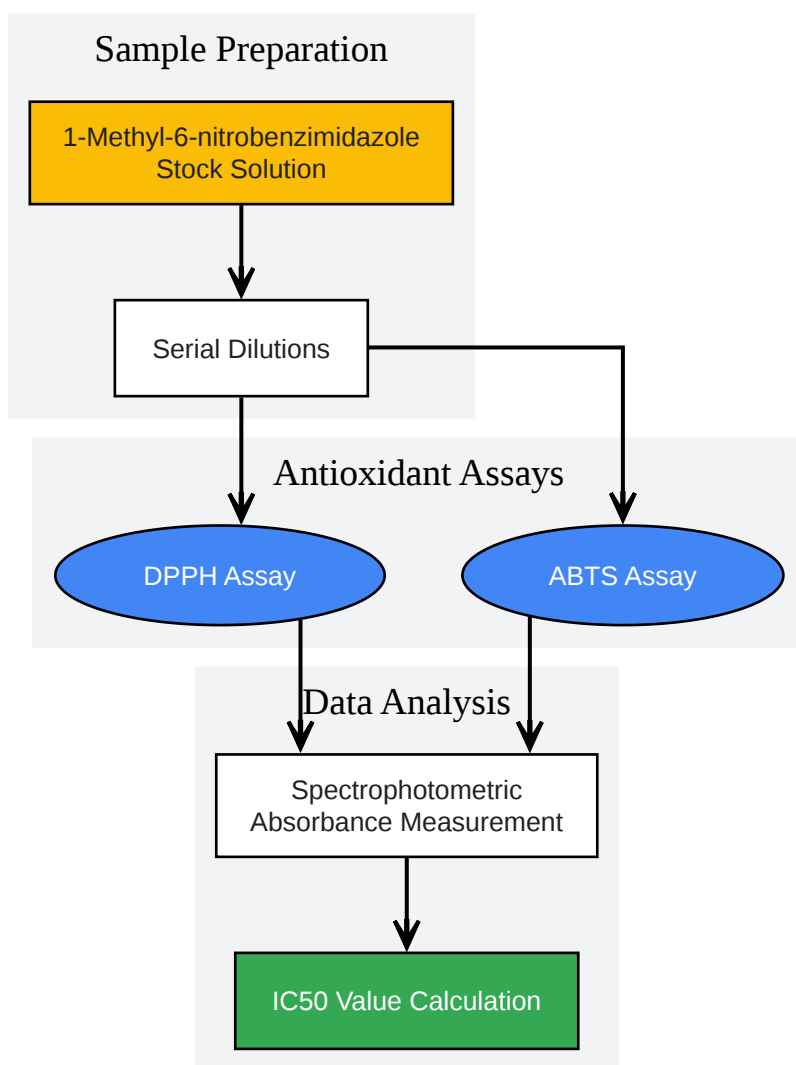 Sample Preparation
1-Methyl-6-nitrobenzimidazole
Stock Solution
Serial Dilutions
Antioxidant Assays
DPPH Assay
ABTS Assay
Data Analysis
Spectrophotometric
Absorbance Measurement
IC50 Value Calculation